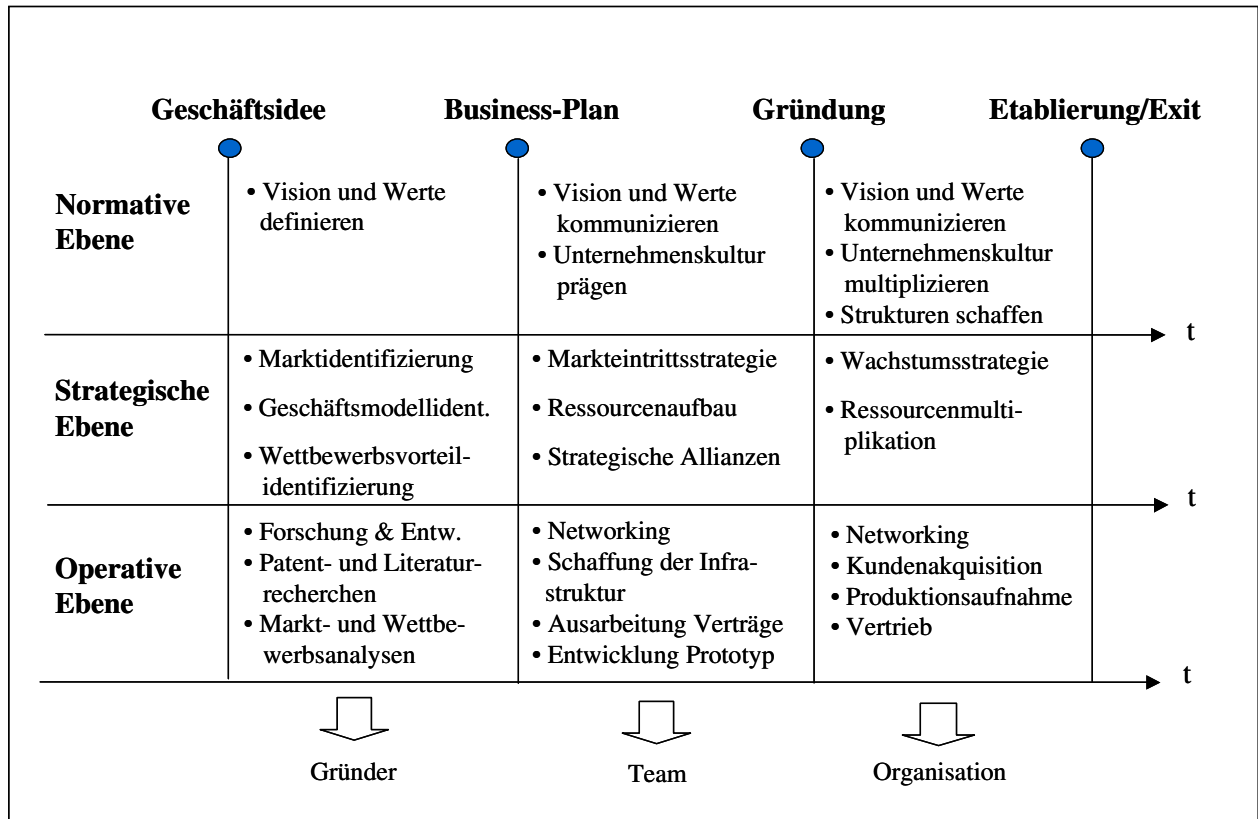 Geschäftsidee Business-Plan Gründung Etablierung/Exit
Normative
Ebene
• Vision und Werte
definieren
• Vision und Werte
kommunizieren
• Unternehmenskultur
prägen
• Vision und Werte
kommunizieren
• Unternehmenskultur
multiplizieren
• Strukturen schaffen
t
Strategische
Ebene
• Marktidentifizierung
• Geschäftsmodellident.
• Wettbewerbsvorteil-
identifizierung
• Markteintrittsstrategie
• Ressourcenaufbau
• Strategische Allianzen
• Wachstumsstrategie
• Ressourcenmulti-
plikation
t
Operative
Ebene
• Forschung & Entw.
• Patent- und Literatur-
recherchen
• Markt- und Wettbe-
werbsanalysen
• Networking
• Schaffung der Infra-
struktur
• Ausarbeitung Verträge
• Entwicklung Prototyp
• Networking
• Kundenakquisition
• Produktionsaufnahme
• Vertrieb
t
Gründer Team Organisation